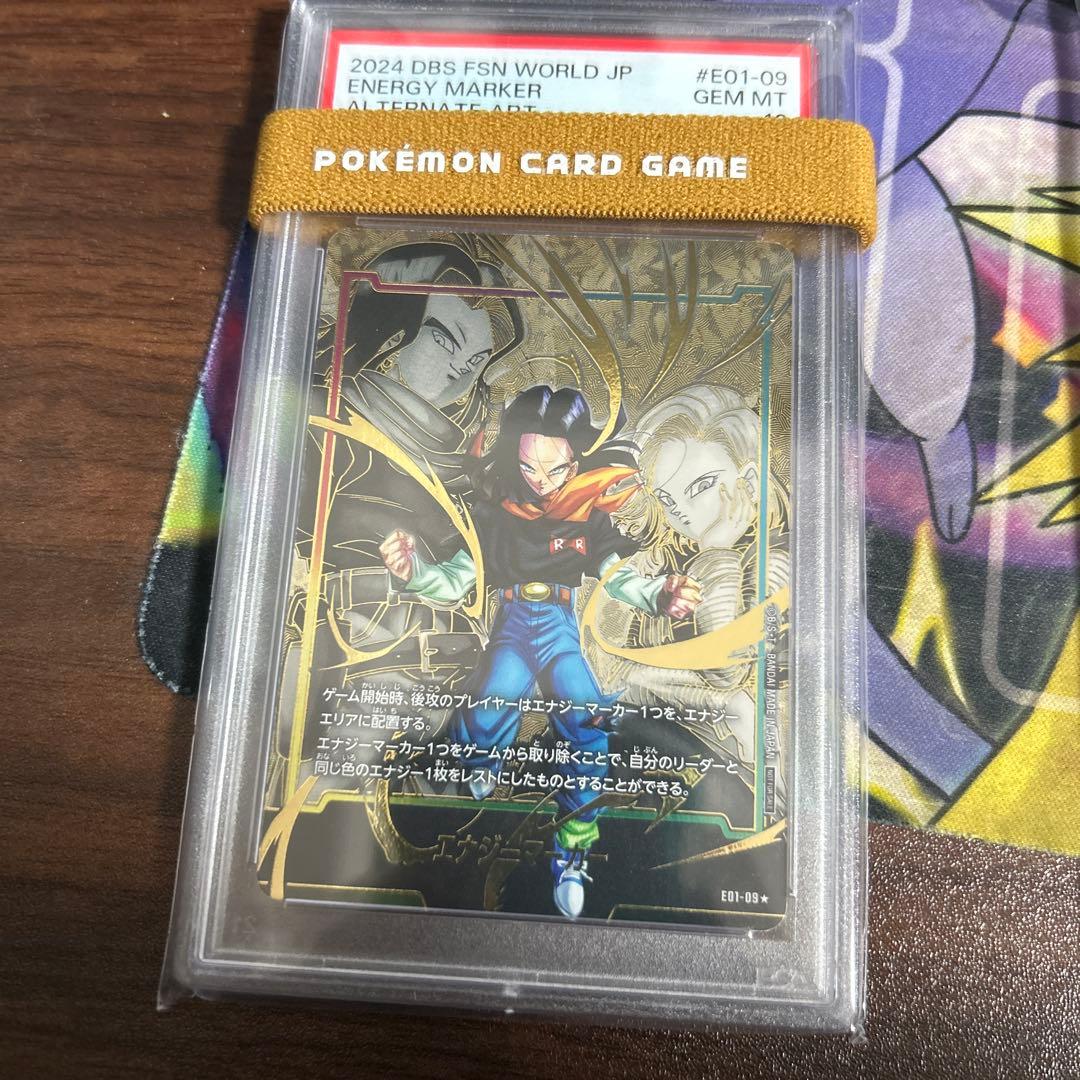 2024 DBS FSN WORLD JP #E01-09
ENERGY MARKER GEM MT
ALTERNATE ART 10
POKÉMON CARD GAME
RR
ゲーム開始時、後攻のプレイヤーはエナジーマーカー1つを、エナジー
エリアに配置する。
エナジーマーカー1つをゲームから取り除くことで、自分のリーダーと
同じ色のエナジー1枚をレストにしたものとすることができる。
エナジーマーカー
E01-09★
BANDAI MADE IN JAPAN